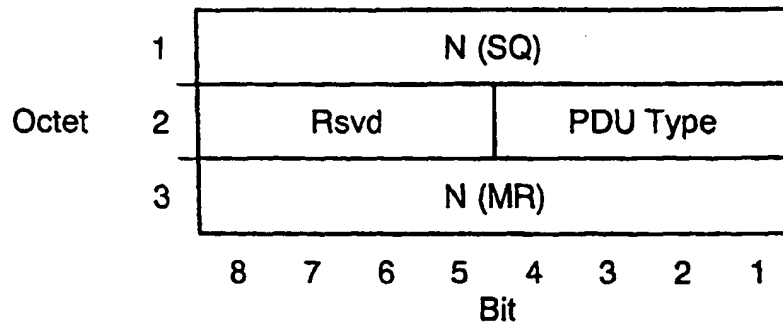 1 N (SQ)
Octet 2 Rsvd PDU Type
3 N (MR)
8 7 6 5 4 3 2 1
Bit